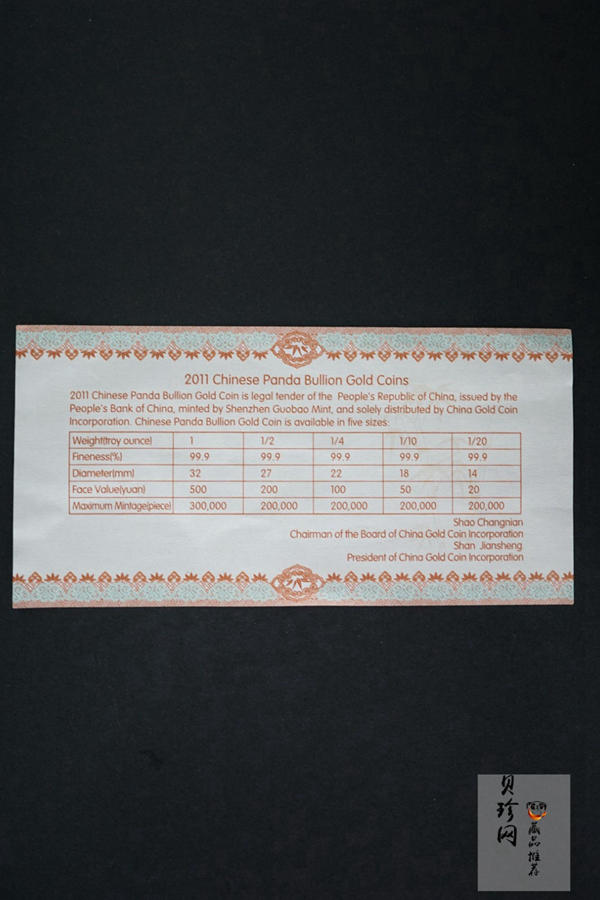 2011 Chinese Panda Bullion Gold Coins
2011 Chinese Panda Bullion Gold Coin is legal tender of the People's Republic of China, issued by the
People's Bank of China, minted by Shenzhen Guobao Mint, and solely distributed by China Gold Coin
Incorporation. Chinese Panda Bullion Gold Coin is available in five sizes:
Weight(troy ounce) 1 1/2 1/4 1/10 1/20
Fineness(%) 99.9 99.9 99.9 99.9 99.9
Diameter(mm) 32 27 22 18 14
Face Value(yuan) 500 200 100 50 20
Maximum Mintage(piece) 300,000 200,000 200,000 200,000 200,000
Shao Changnian
Chairman of the Board of China Gold Coin Incorporation
Shan Jiansheng
President of China Gold Coin Incorporation
贝珍网
藏品推荐